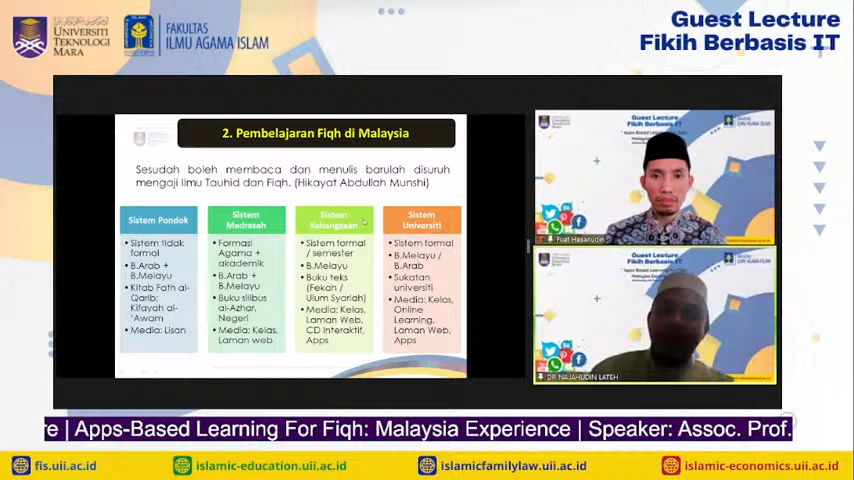 UNIVERSITI
TEKNOLOGI
MARA
FAKULTAS
ILMU AGAMA ISLAM
Guest Lecture
Fikih Berbasis IT
2. Pembelajaran Fiqh di Malaysia
Sesudah boleh membaca dan menulis barulah disuruh
mengaji Ilmu Tauhid dan Fiqh. (Hikayat Abdullah Munshi)
Sistem Pondok
• Sistem tidak
formal
• B.Arab +
B.Melayu
• Kitab Fath al-
Qarib;
Kifayah al-
'Awam
• Media: Lisan
Sistem
Madrasah
• Formasi
Agama +
akademik
• B.Arab +
B.Melayu
• Buku silibus
al-Azhar,
Negeri
• Media: Kelas,
Laman web
Sistem
Kebangsaan
• Sistem formal
/ semester
• B.Melayu
• Buku teks
(Fekah /
Ulum Syariah)
• Media: Kelas,
Laman Web,
CD Interaktif,
Apps
Sistem
Universiti
• Sistem formal
• B.Melayu /
B.Arab
• Sukatan
universiti
• Media: Kelas,
Online
Learning,
Laman Web,
Apps
Guest Lecture
Fikih Berbasis IT
Fuat Hasanudin
Guest Lecture
Fikih Berbasis IT
DR NAJAHUDIN LATEH
re | Apps-Based Learning For Fiqh: Malaysia Experience | Speaker: Assoc. Prof.
fis.uii.ac.id
islamic-education.uii.ac.id
islamicfamilylaw.uii.ac.id
islamic-economics.uii.ac.id